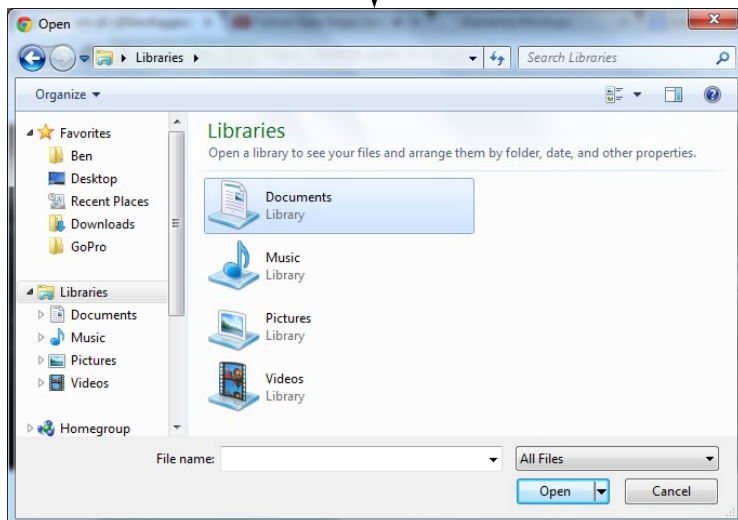 Open
Libraries
Search Libraries
Organize
Favorites
Ben
Desktop
Recent Places
Downloads
GoPro
Libraries
Documents
Music
Pictures
Videos
Homegroup
Libraries
Open a library to see your files and arrange them by folder, date, and other properties.
Documents
Library
Music
Library
Pictures
Library
Videos
Library
File name:
All Files
Open
Cancel